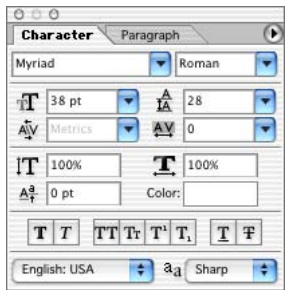 Character Paragraph
Myriad Roman
38 pt 28
Metrics 0
100% 100%
0 pt Color:
T T TT Tr T¹ T₁ T T
English: USA aa Sharp